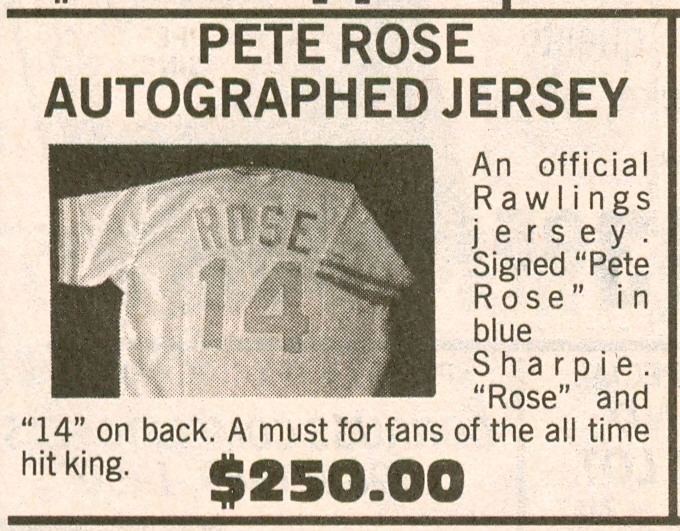 PETE ROSE
AUTOGRAPHED JERSEY
ROSE
14
An official
Rawlings
jersey.
Signed “Pete
Rose” in
blue
Sharpie.
“Rose” and
“14” on back. A must for fans of the all time
hit king.
$250.00